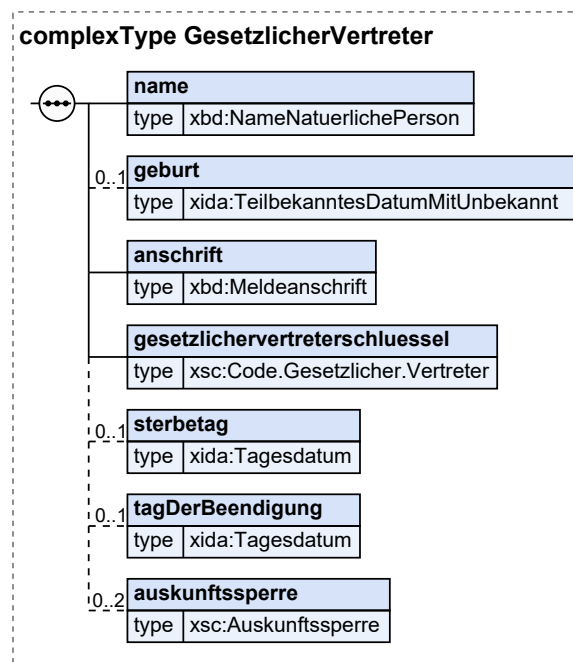 complexType GesetzlicherVertreter
name
type xbd:NameNatuerlichePerson
0..1
geburt
type xida:TeilbekanntesDatumMitUnbekannt
anschrift
type xbd:Meldeanschrift
gesetzlichervertreterschluessel
type xsc:Code.Gesetzlicher.Vertreter
0..1
sterbetag
type xida:Tagesdatum
0..1
tagDerBeendigung
type xida:Tagesdatum
0..2
auskunftssperre
type xsc:Auskunftssperre